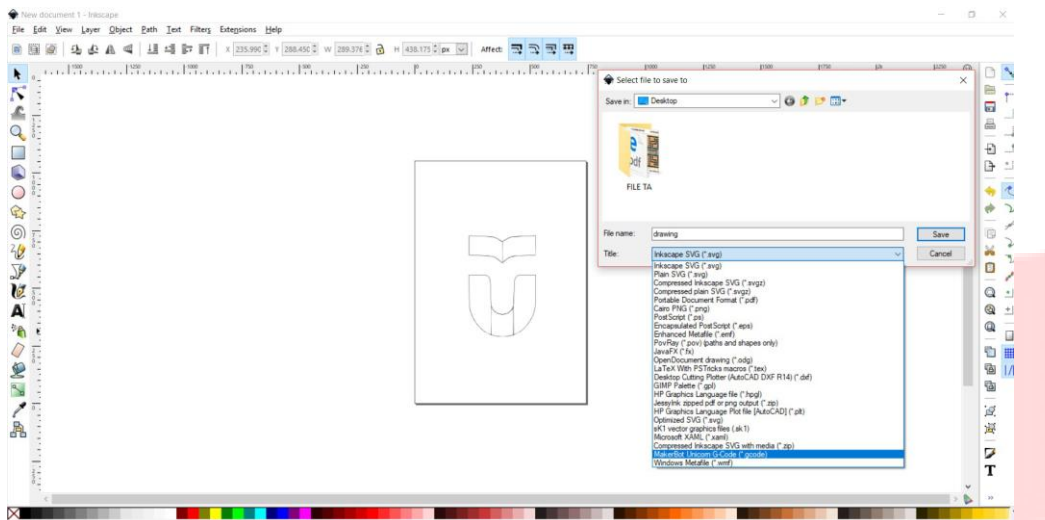 New document 1 - Inkscape
File Edit View Layer Object Path Text Filters Extensions Help
X 235.990 Y 288.450 W 289.376 H 438.175 px Affect:
Select file to save to
Save in: Desktop
FILE TA
File name: drawing Save
Title: Inkscape SVG (*.svg) Cancel
Inkscape SVG (*.svg)
Plain SVG (*.svg)
Compressed Inkscape SVG (*.svgz)
Compressed plain SVG (*.svgz)
Portable Document Format (*.pdf)
Cairo PNG (*.png)
PostScript (*.ps)
Encapsulated PostScript (*.eps)
Enhanced Metafile (*.emf)
PovRay (*.pov) (paths and shapes only)
JavaFX (*.fx)
OpenDocument drawing (*.odg)
LaTeX With PSTricks macros (*.tex)
Desktop Cutting Plotter (AutoCAD DXF R14) (*.dxf)
GIMP Palette (*.gpl)
HP Graphics Language file (*.hpgl)
JessyInk zipped pdf or png output (*.zip)
HP Graphics Language Plot file [AutoCAD] (*.plt)
Optimized SVG (*.svg)
sK1 vector graphics files (.sk1)
Microsoft XAML (*.xaml)
Compressed Inkscape SVG with media (*.zip)
MakerBot Unicorn G-Code (*.gcode)
Windows Metafile (*.wmf)